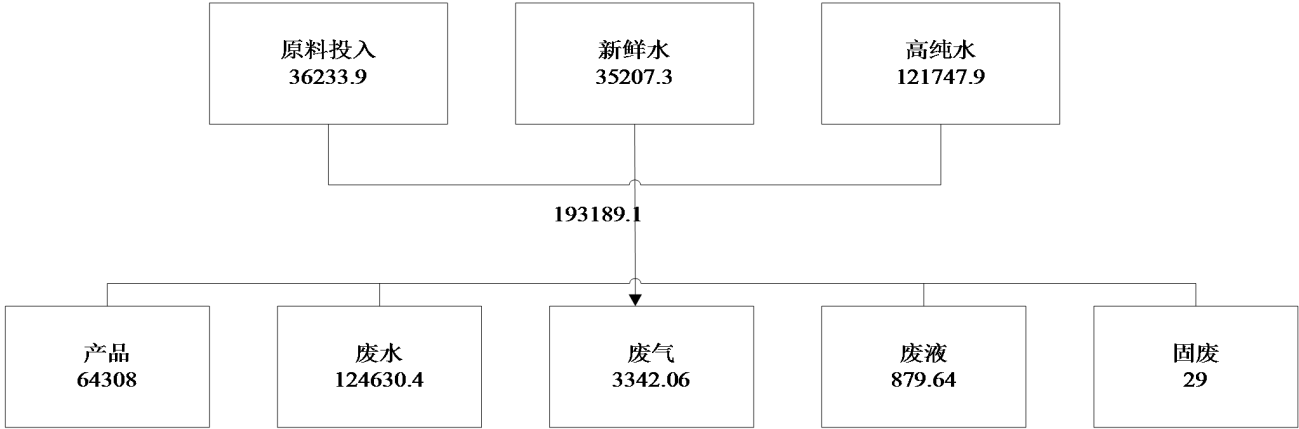 原料投入
36233.9
新鲜水
35207.3
高纯水
121747.9
193189.1
产品
64308
废水
124630.4
废气
3342.06
废液
879.64
固废
29